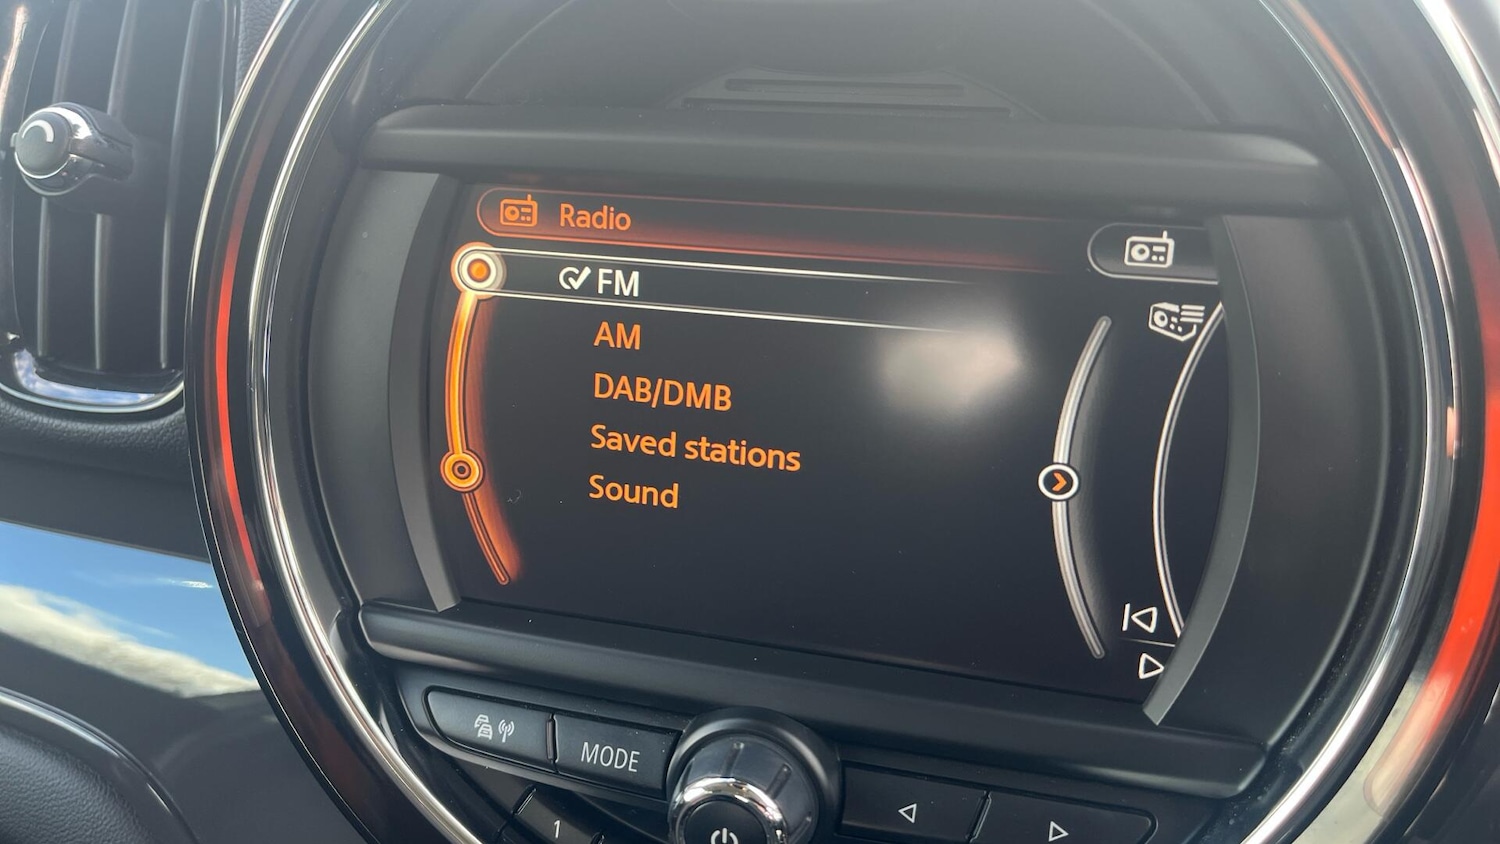 Radio
FM
AM
DAB/DMB
Saved stations
Sound
MODE
1